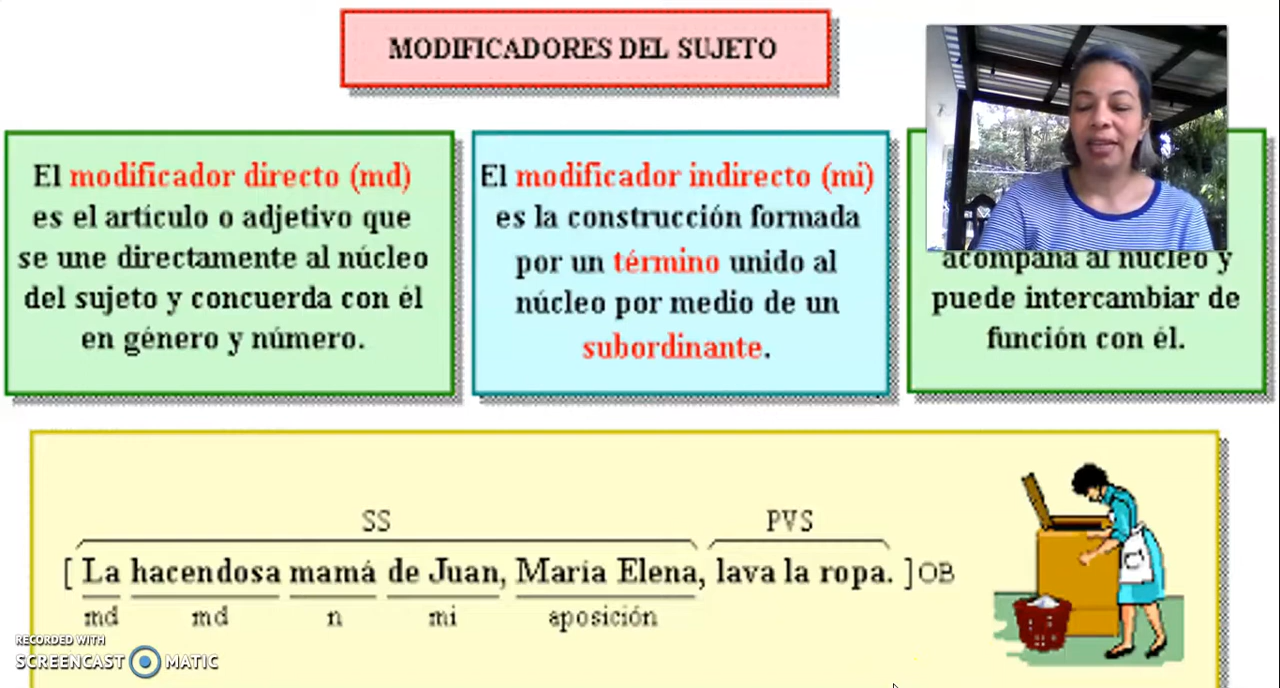 MODIFICADORES DEL SUJETO
El modificador directo (md)
es el artículo o adjetivo que
se une directamente al núcleo
del sujeto y concuerda con él
en género y número.
El modificador indirecto (mi)
es la construcción formada
por un término unido al
núcleo por medio de un
subordinante.
acompaña al núcleo y
puede intercambiar de
función con él.
SS PVS
[ La hacendosa mamá de Juan, María Elena, lava la ropa. ] OB
md md n mi aposición
RECORDED WITH
SCREENCAST MATIC